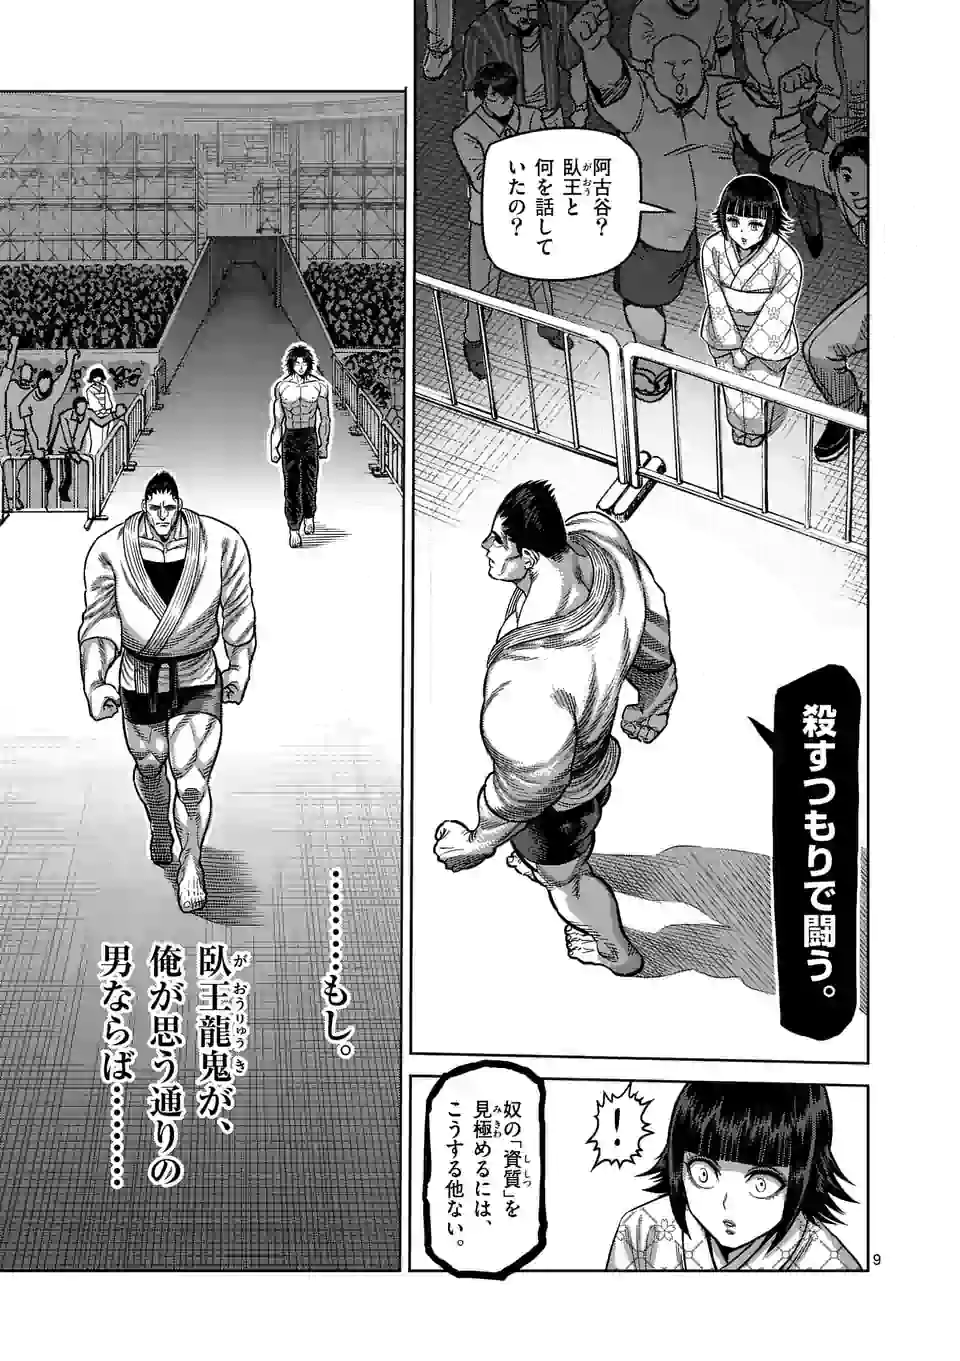 阿古谷?
臥王と
何を話して
いたの?
殺すつもりで闘う。
!
奴の「資質」を
見極めるには、
こうする他ない。
………もし。
臥王龍鬼が、
俺が思う通りの
男ならば………
9